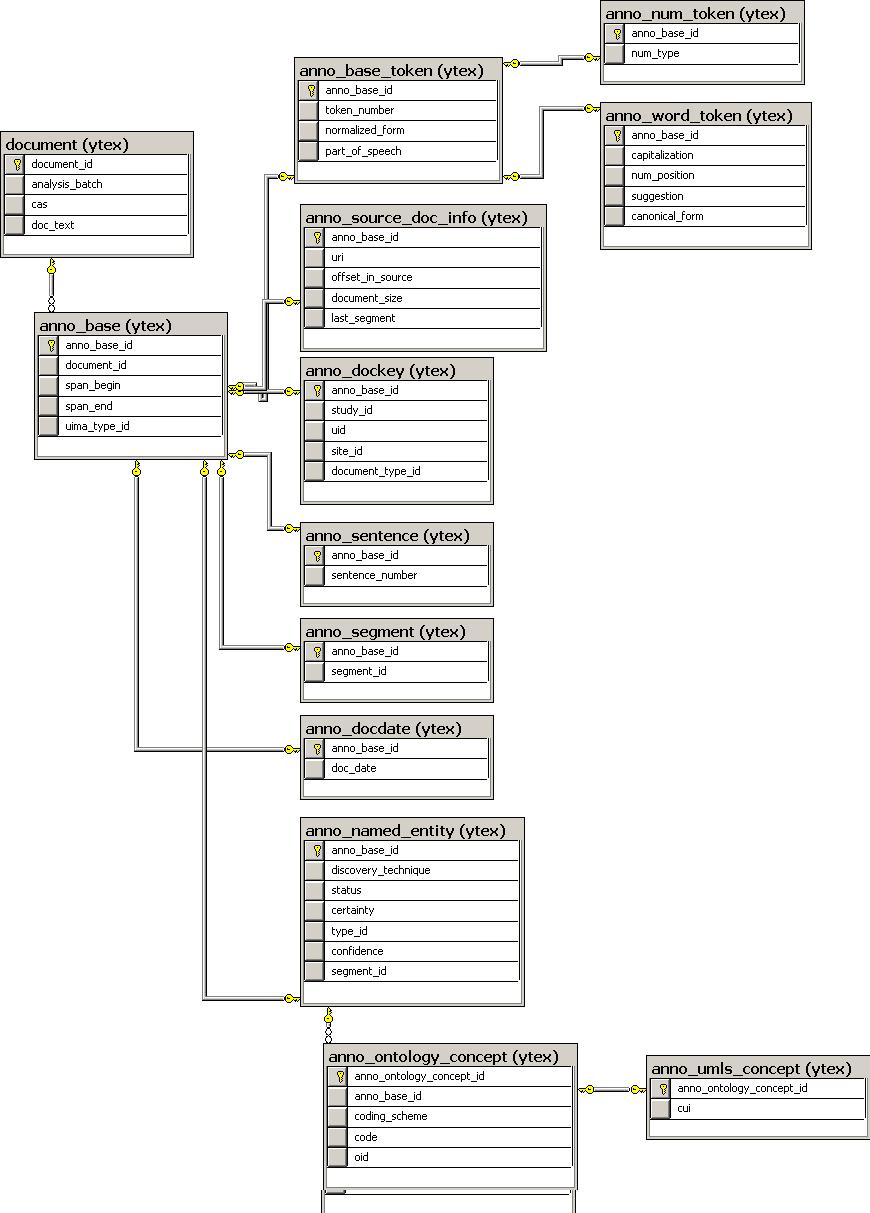 anno_num_token (ytex)
anno_base_id
num_type
anno_base_token (ytex)
anno_base_id
token_number
normalized_form
part_of_speech
anno_word_token (ytex)
anno_base_id
capitalization
num_position
suggestion
canonical_form
document (ytex)
document_id
analysis_batch
cas
doc_text
anno_source_doc_info (ytex)
anno_base_id
uri
offset_in_source
document_size
last_segment
anno_base (ytex)
anno_base_id
document_id
span_begin
span_end
uima_type_id
anno_dockey (ytex)
anno_base_id
study_id
uid
site_id
document_type_id
anno_sentence (ytex)
anno_base_id
sentence_number
anno_segment (ytex)
anno_base_id
segment_id
anno_docdate (ytex)
anno_base_id
doc_date
anno_named_entity (ytex)
anno_base_id
discovery_technique
status
certainty
type_id
confidence
segment_id
anno_ontology_concept (ytex)
anno_ontology_concept_id
anno_base_id
coding_scheme
code
oid
anno_umls_concept (ytex)
anno_ontology_concept_id
cui